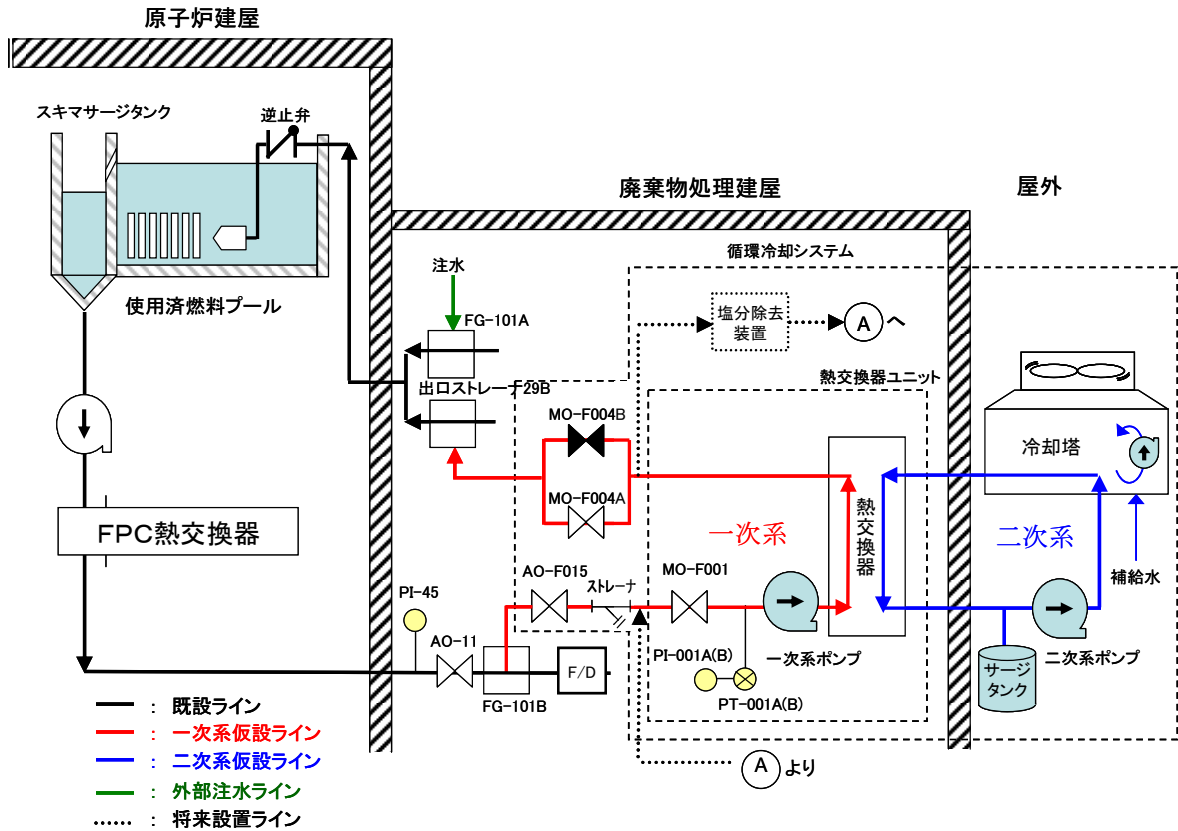 原子炉建屋
スキマサージタンク
逆止弁
使用済燃料プール
廃棄物処理建屋
屋外
循環冷却システム
注水
FG-101A
塩分除去
装置
A へ
熱交換器ユニット
出口ストレーナ29B
MO-F004B
MO-F004A
冷却塔
FPC熱交換器
一次系
熱交換器
二次系
AO-F015
ストレーナ
MO-F001
補給水
PI-45
AO-11
PI-001A(B)
一次系ポンプ
二次系ポンプ
サージ
タンク
F/D
FG-101B
PT-001A(B)
A より
： 既設ライン
： 一次系仮設ライン
： 二次系仮設ライン
： 外部注水ライン
： 将来設置ライン